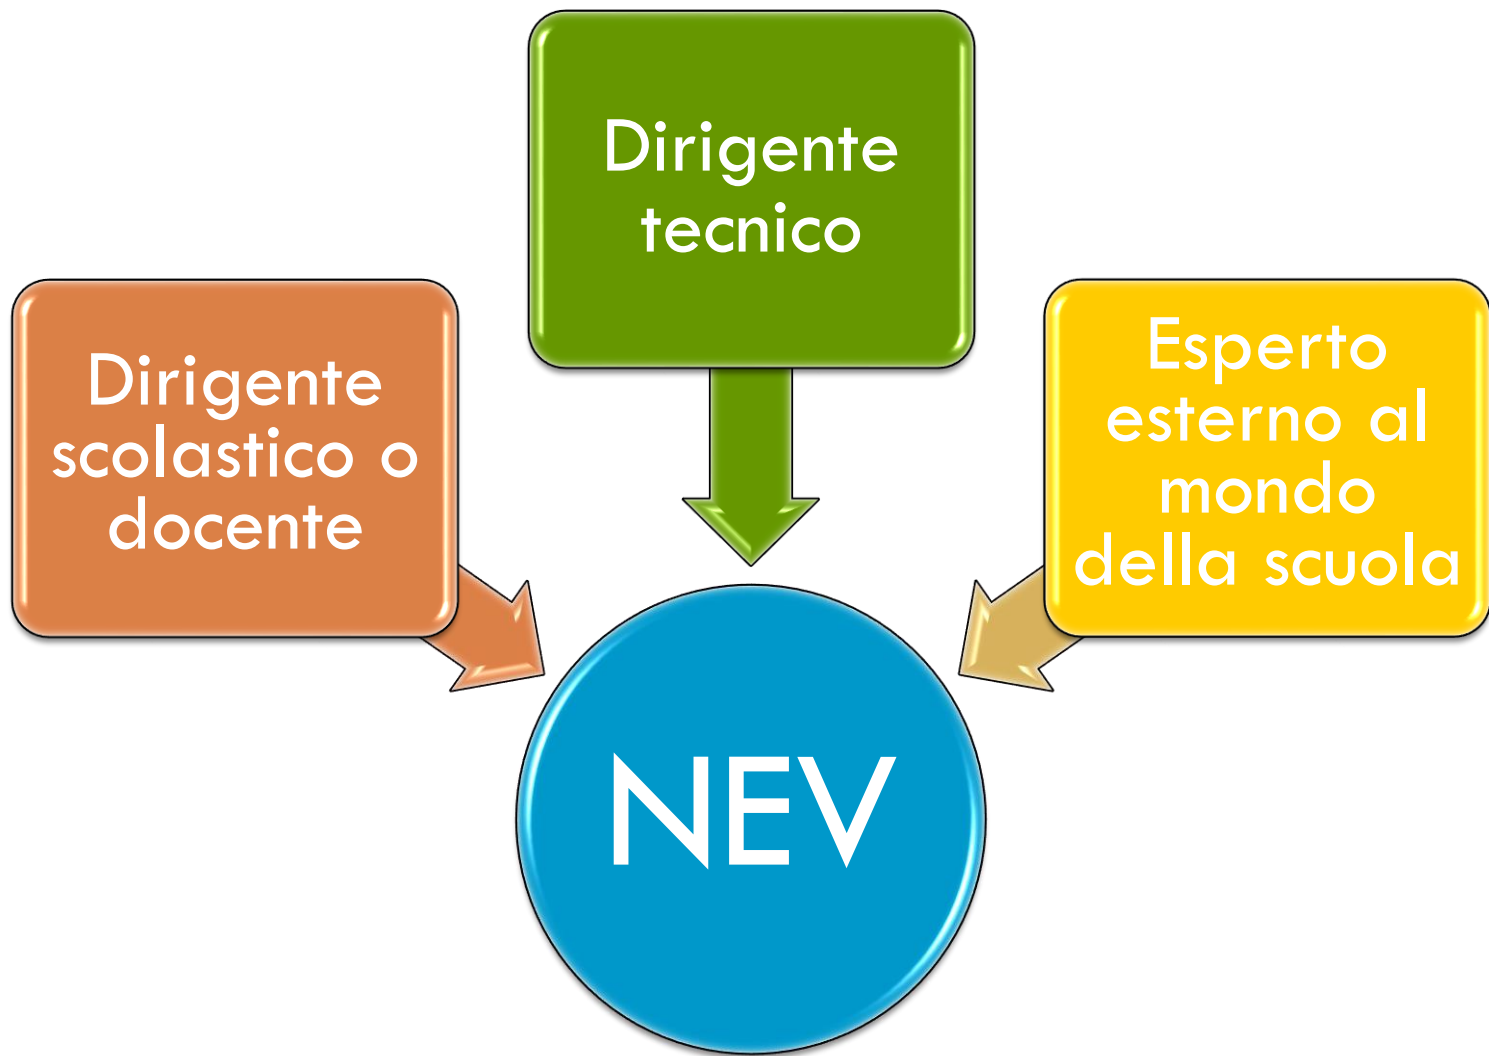 Dirigente
tecnico
Dirigente
scolastico o
docente
Esperto
esterno al
mondo
della scuola
NEV